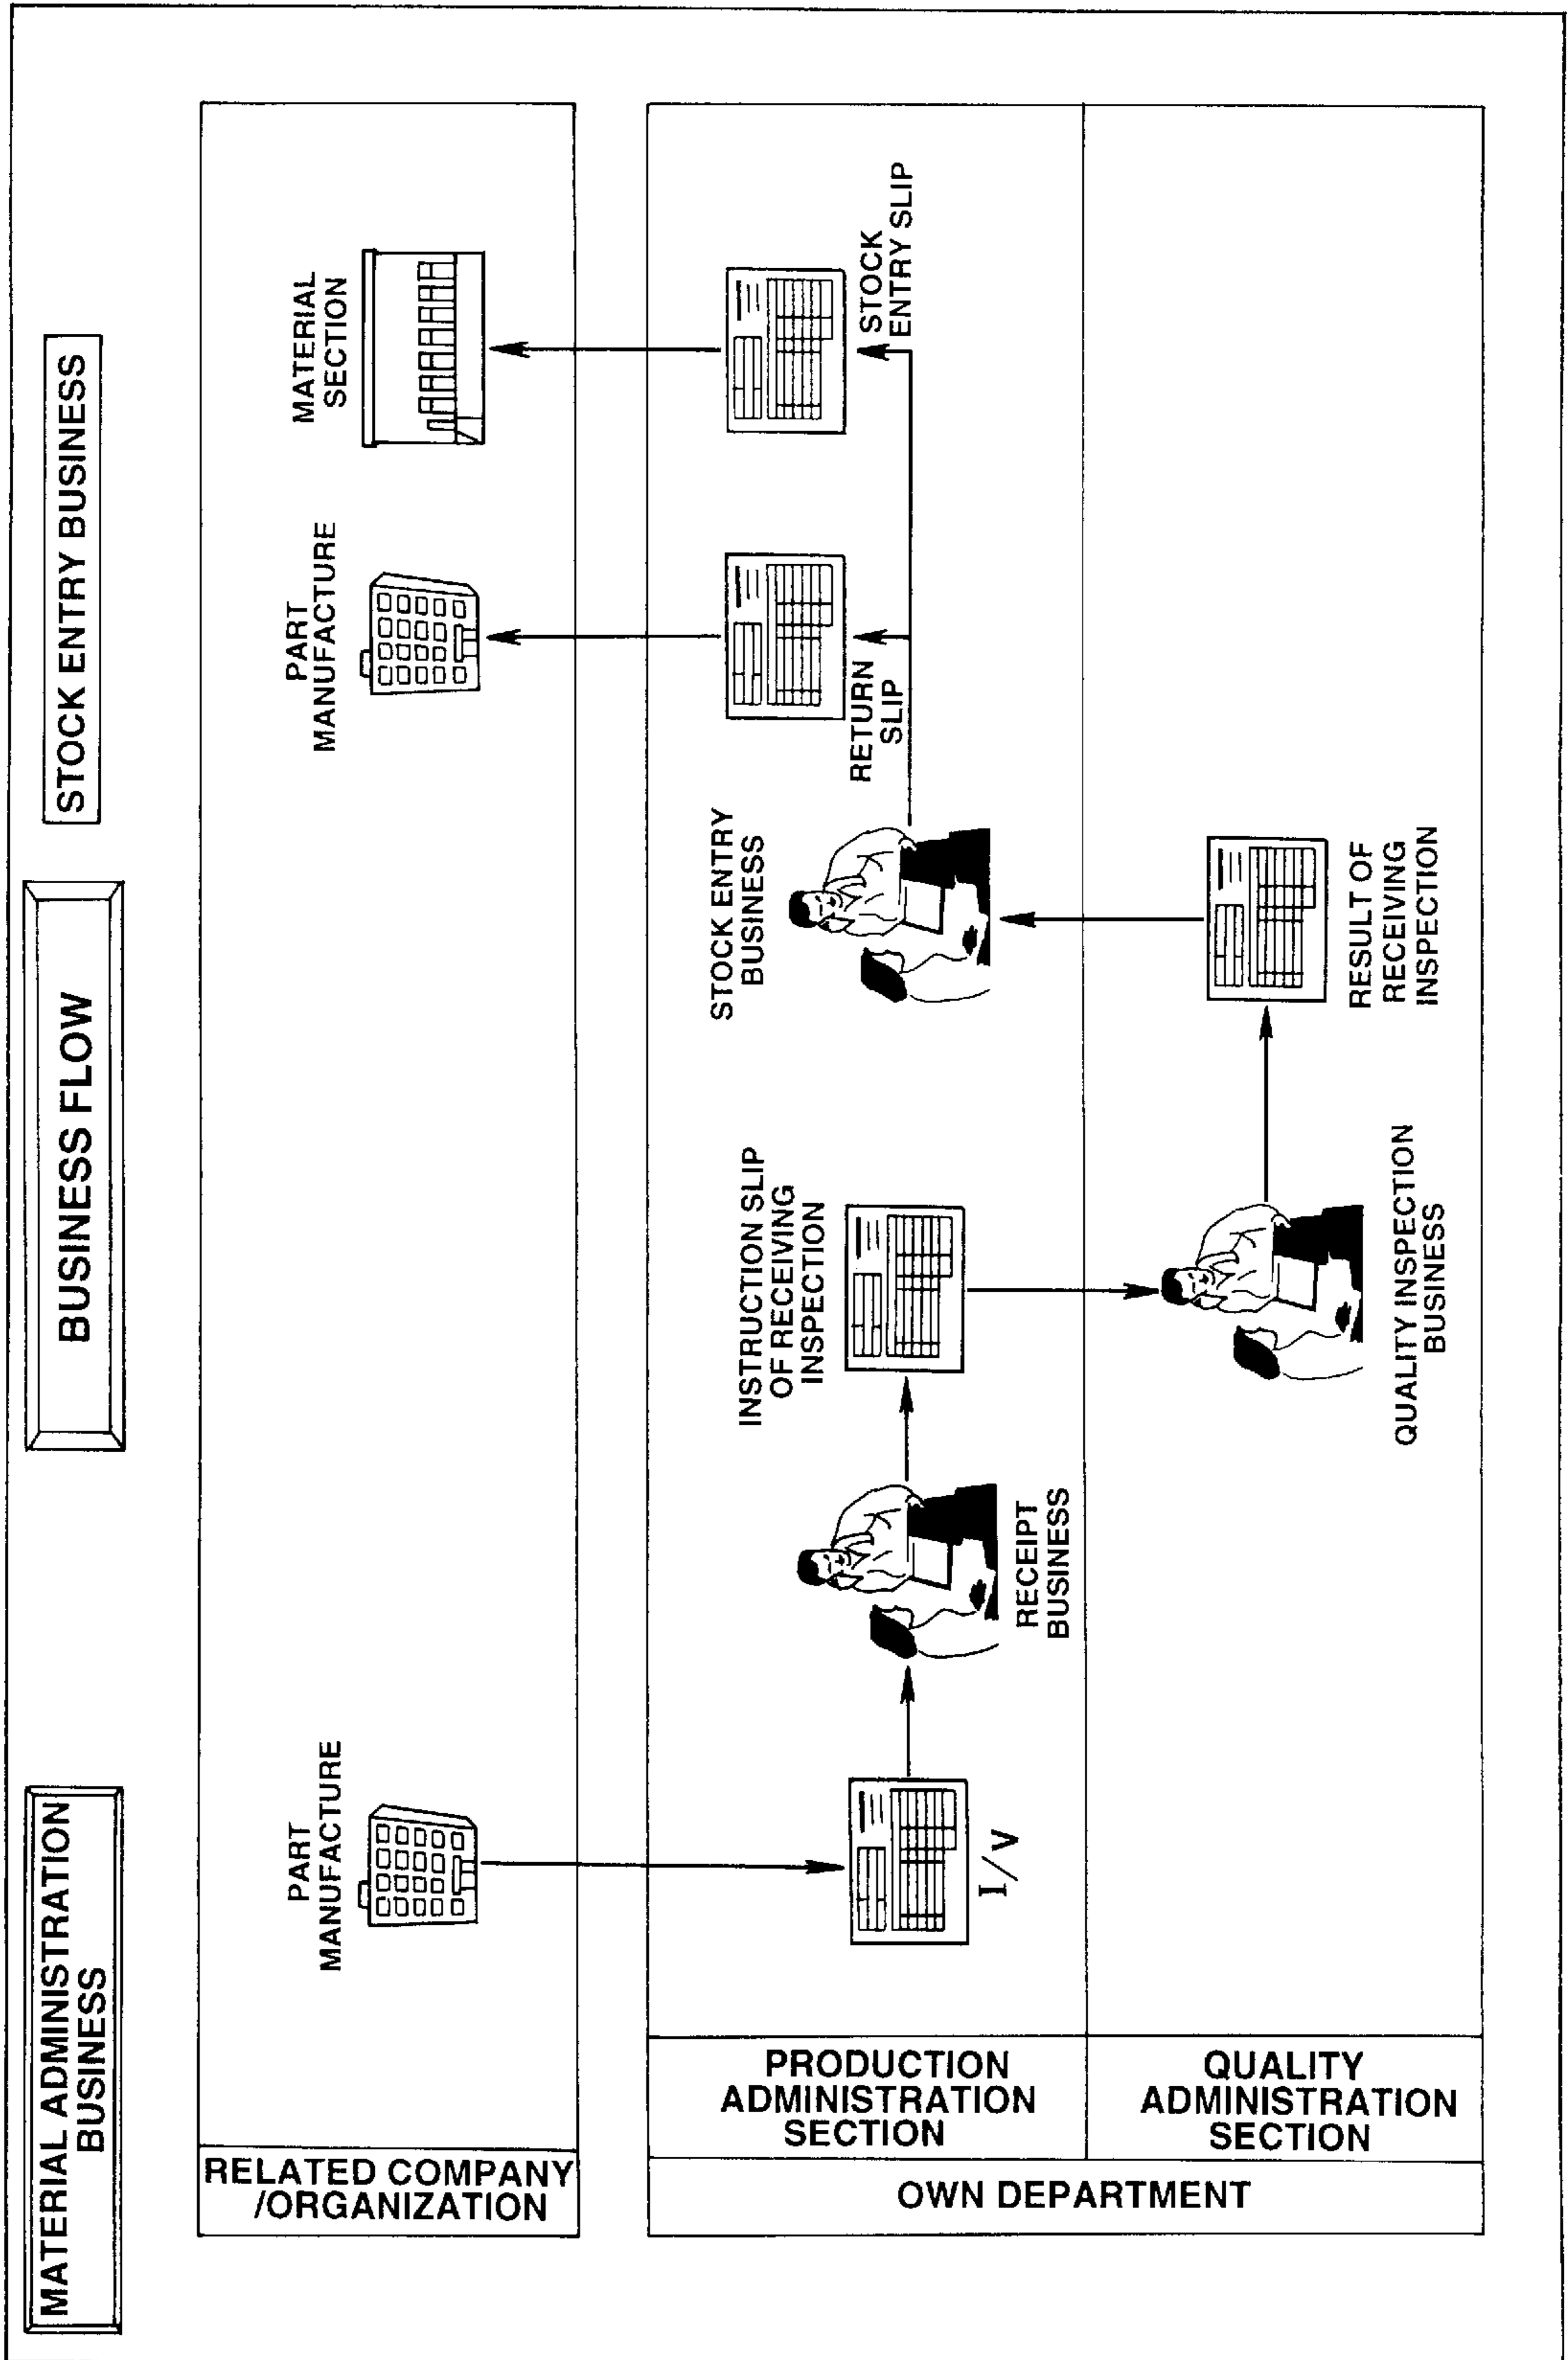 MATERIAL ADMINISTRATION
BUSINESS
BUSINESS FLOW
STOCK ENTRY BUSINESS
RELATED COMPANY
/ORGANIZATION
PART
MANUFACTURE
PART
MANUFACTURE
MATERIAL
SECTION
OWN DEPARTMENT
PRODUCTION
ADMINISTRATION
SECTION
I/V
RECEIPT
BUSINESS
INSTRUCTION SLIP
OF RECEIVING
INSPECTION
STOCK ENTRY
BUSINESS
RETURN
SLIP
STOCK
ENTRY SLIP
QUALITY
ADMINISTRATION
SECTION
QUALITY INSPECTION
BUSINESS
RESULT OF
RECEIVING
INSPECTION